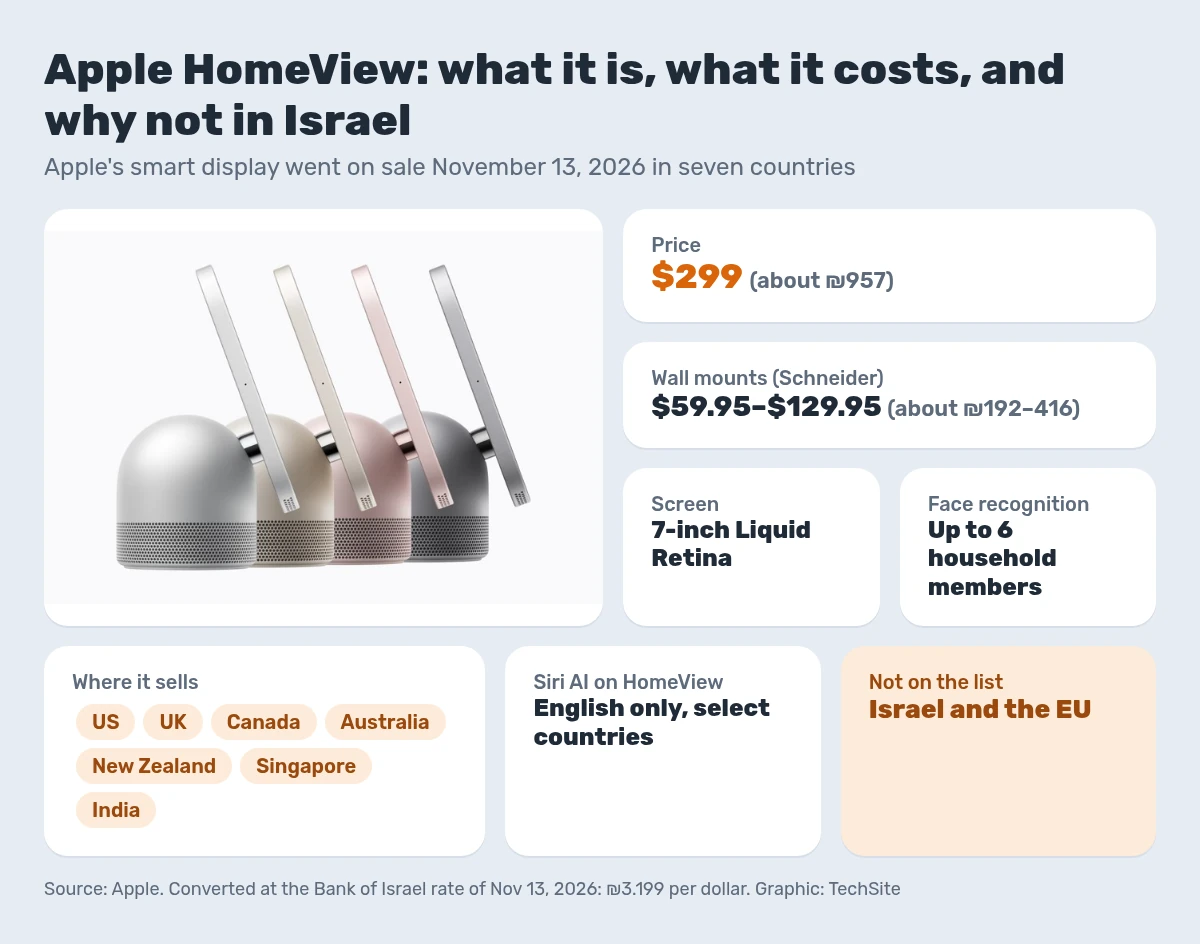 Apple HomeView: what it is, what it costs, and
why not in Israel
Apple's smart display went on sale November 13, 2026 in seven countries
Price
$299 (about ₪957)
Wall mounts (Schneider)
$59.95–$129.95 (about ₪192–416)
Screen
7-inch Liquid
Retina
Face recognition
Up to 6
household
members
Where it sells
US UK Canada Australia
New Zealand Singapore
India
Siri AI on HomeView
English only, select
countries
Not on the list
Israel and the EU
Source: Apple. Converted at the Bank of Israel rate of Nov 13, 2026: ₪3.199 per dollar. Graphic: TechSite